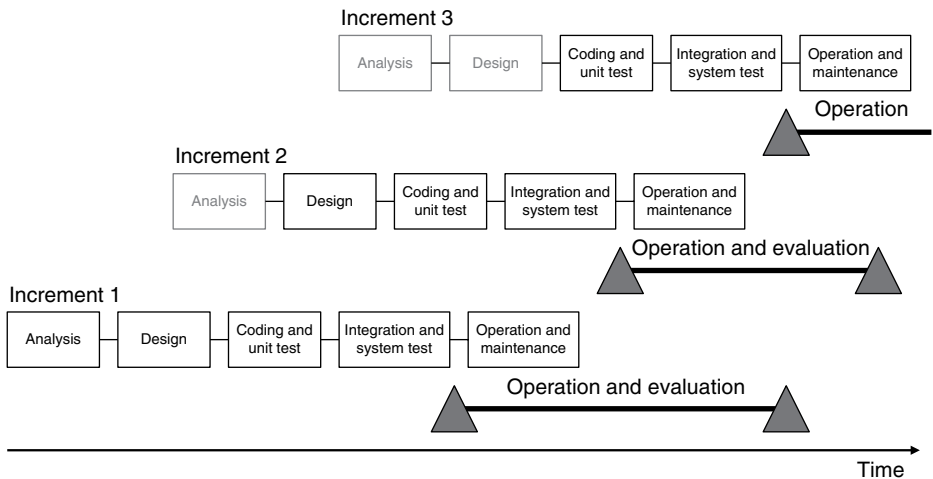 Increment 3
Analysis
Design
Coding and
unit test
Integration and
system test
Operation and
maintenance
Operation
Increment 2
Analysis
Design
Coding and
unit test
Integration and
system test
Operation and
maintenance
Operation and evaluation
Increment 1
Analysis
Design
Coding and
unit test
Integration and
system test
Operation and
maintenance
Operation and evaluation
Time